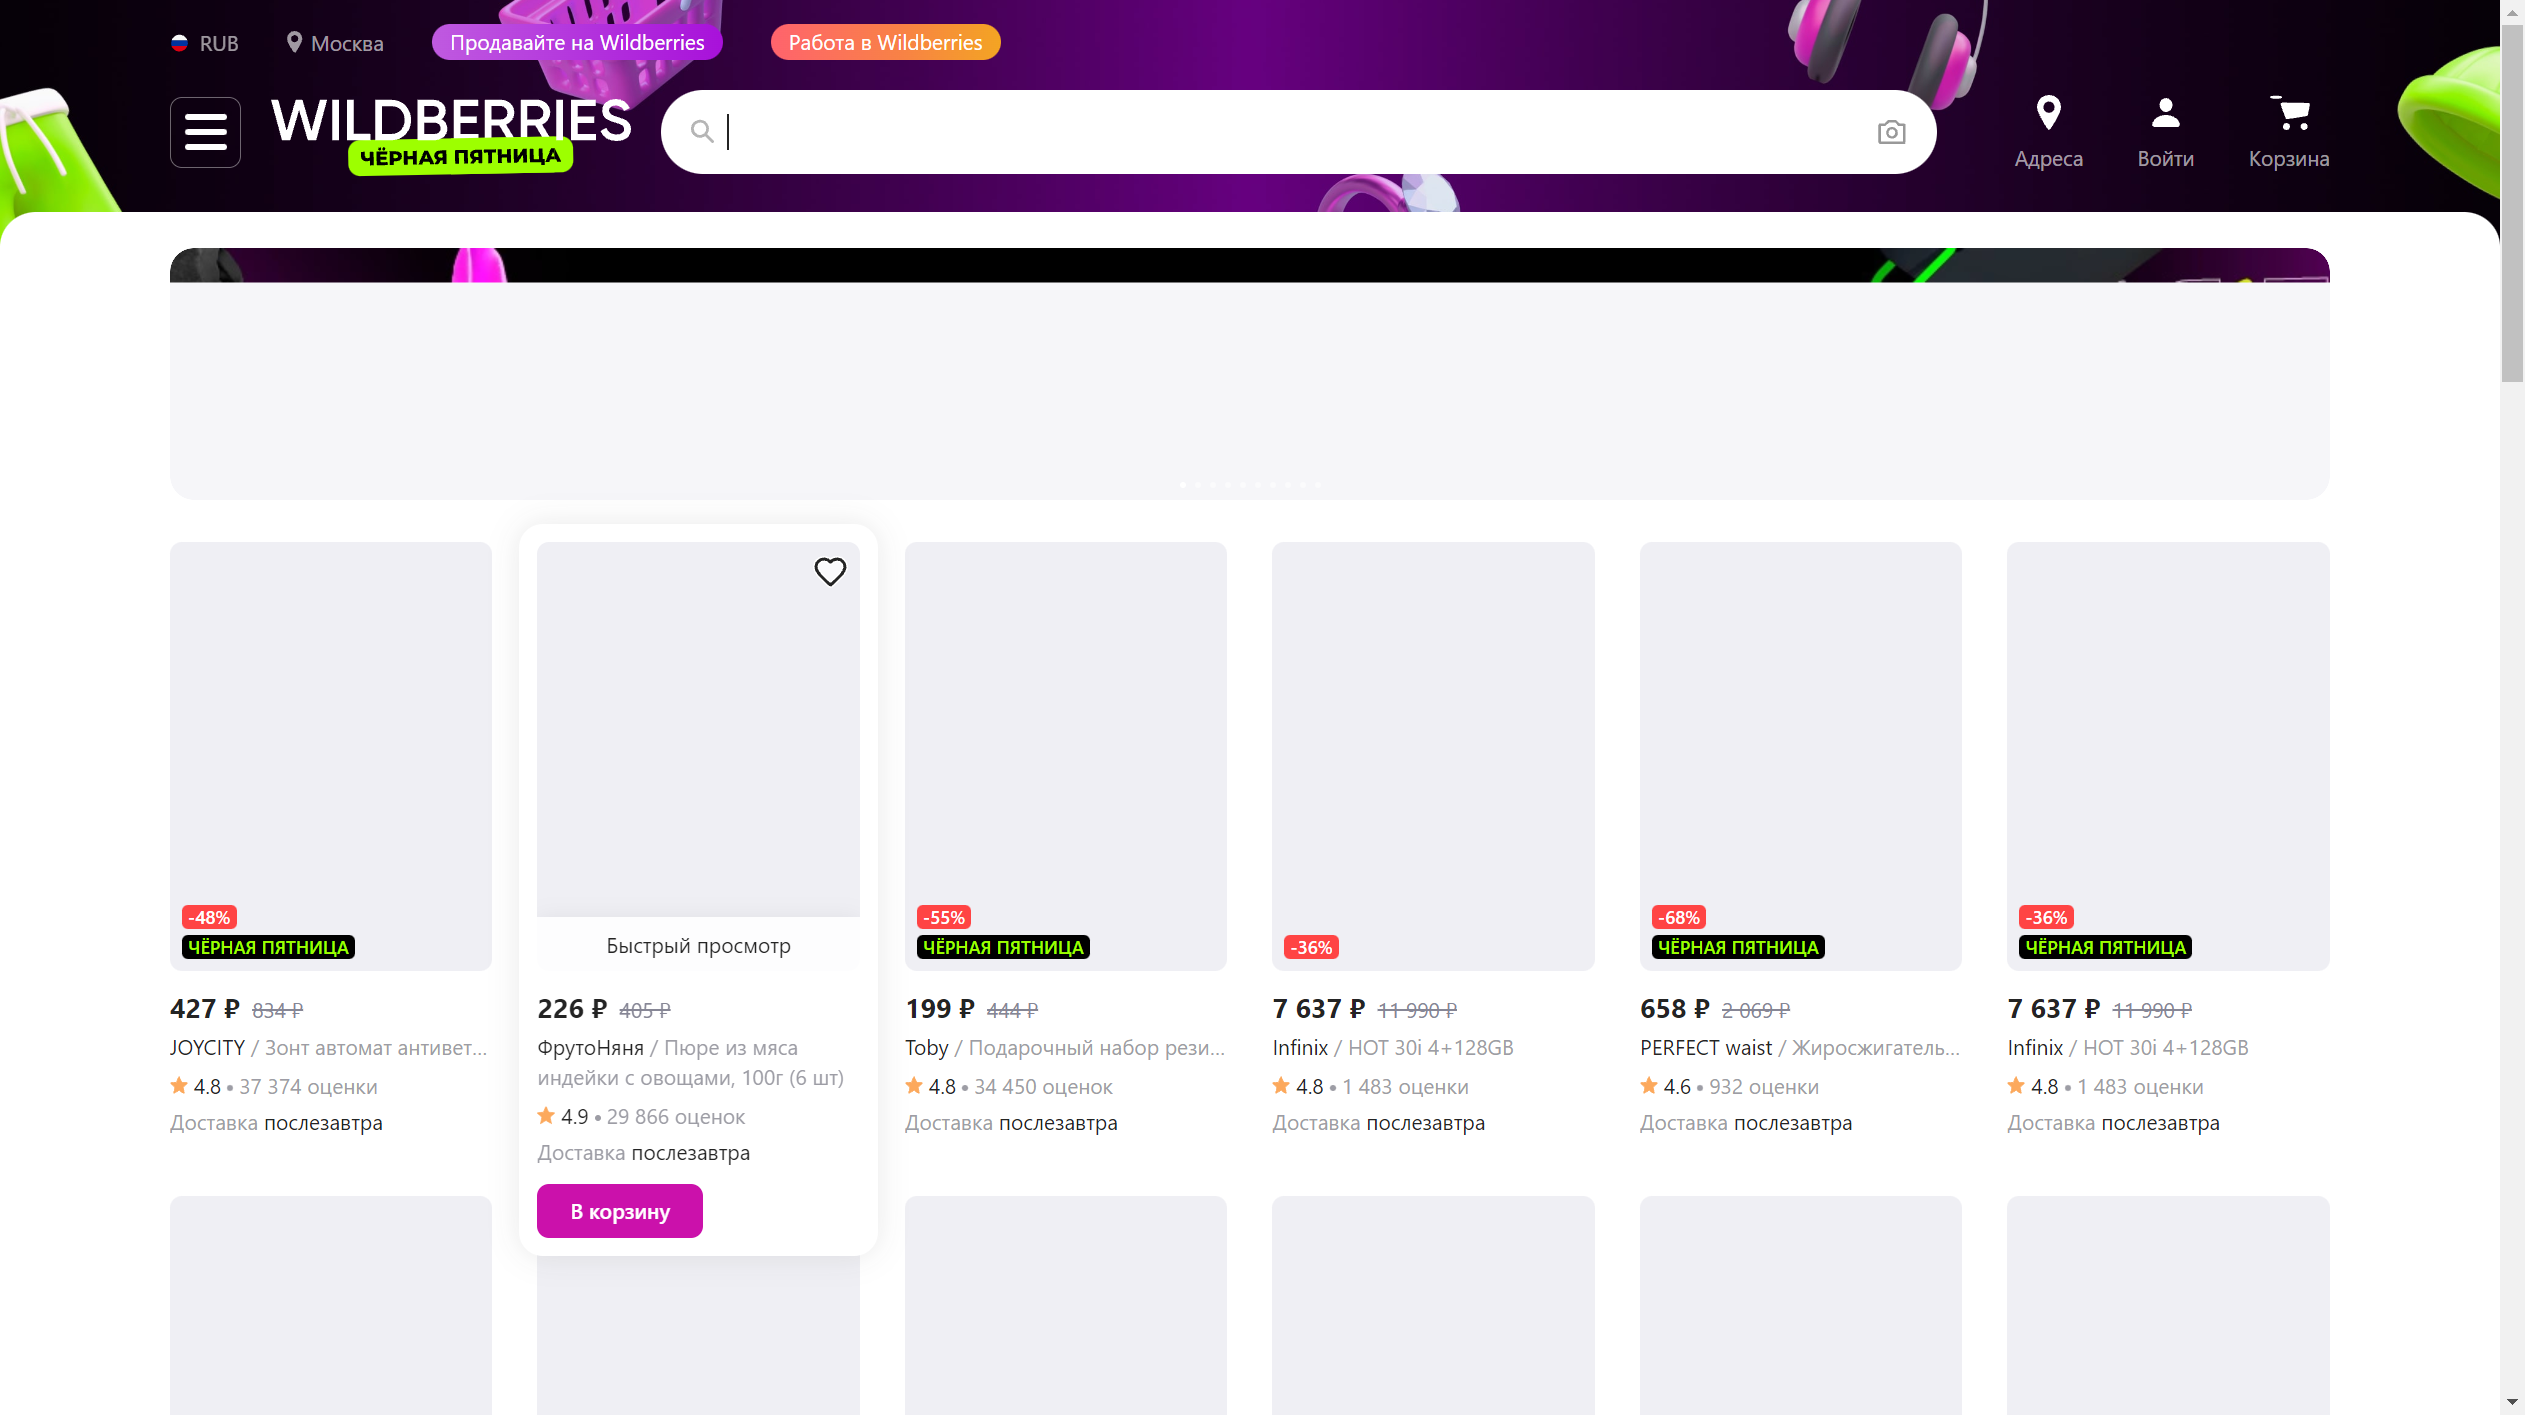 RUB
Москва
Продавайте на Wildberries
Работа в Wildberries
WILDBERRIES
ЧЁРНАЯ ПЯТНИЦА
Адреса
Войти
Корзина
-48%
ЧЁРНАЯ ПЯТНИЦА
427 ₽ 834 ₽
JOYCITY / Зонт автомат антивет...
4.8 • 37 374 оценки
Доставка послезавтра
Быстрый просмотр
226 ₽ 405 ₽
ФрутоНяня / Пюре из мяса
индейки с овощами, 100г (6 шт)
4.9 • 29 866 оценок
Доставка послезавтра
В корзину
-55%
ЧЁРНАЯ ПЯТНИЦА
199 ₽ 444 ₽
Toby / Подарочный набор рези...
4.8 • 34 450 оценок
Доставка послезавтра
-36%
7 637 ₽ 11 990 ₽
Infinix / HOT 30i 4+128GB
4.8 • 1 483 оценки
Доставка послезавтра
-68%
ЧЁРНАЯ ПЯТНИЦА
658 ₽ 2 069 ₽
PERFECT waist / Жиросжигатель...
4.6 • 932 оценки
Доставка послезавтра
-36%
ЧЁРНАЯ ПЯТНИЦА
7 637 ₽ 11 990 ₽
Infinix / HOT 30i 4+128GB
4.8 • 1 483 оценки
Доставка послезавтра